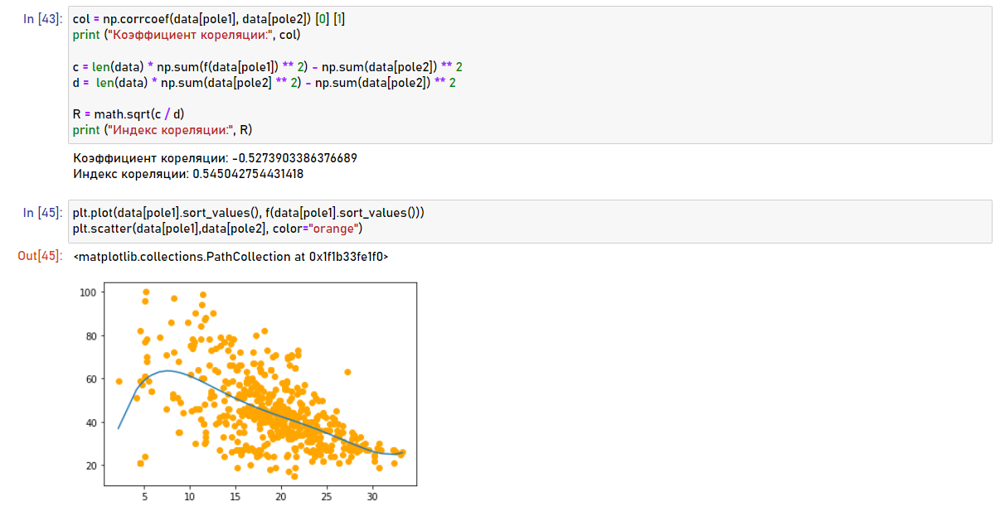 In [43]: col = np.corrcoef(data[pole1], data[pole2]) [0] [1]
print ("Коэффициент кореляции:", col)
c = len(data) * np.sum(f(data[pole1]) ** 2) - np.sum(data[pole2]) ** 2
d =  len(data) * np.sum(data[pole2] ** 2) - np.sum(data[pole2]) ** 2
R = math.sqrt(c / d)
print ("Индекс кореляции:", R)
Коэффициент кореляции: -0.5273903386376689
Индекс кореляции: 0.545042754431418
In [45]: plt.plot(data[pole1].sort_values(), f(data[pole1].sort_values()))
plt.scatter(data[pole1],data[pole2], color="orange")
Out[45]: <matplotlib.collections.PathCollection at 0x1f1b33fe1f0>
100
80
60
40
20
5 10 15 20 25 30